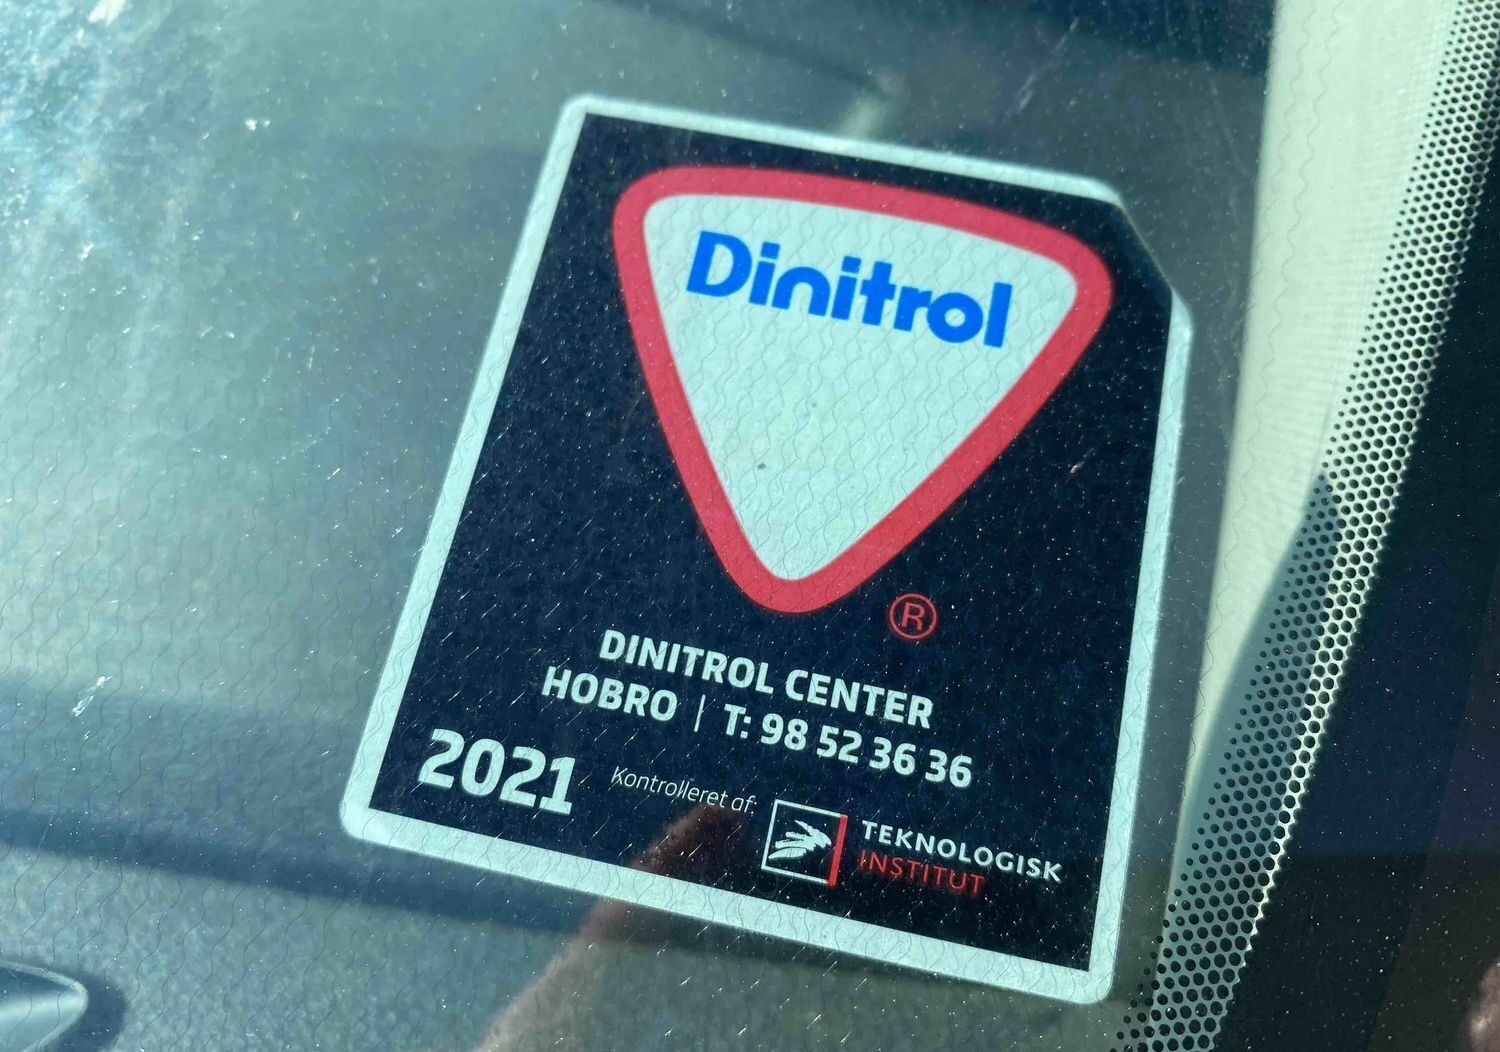 Dinitrol
®
DINITROL CENTER
HOBRO | T: 98 52 36 36
2021 Kontrolleret af:
TEKNOLOGISK
INSTITUT